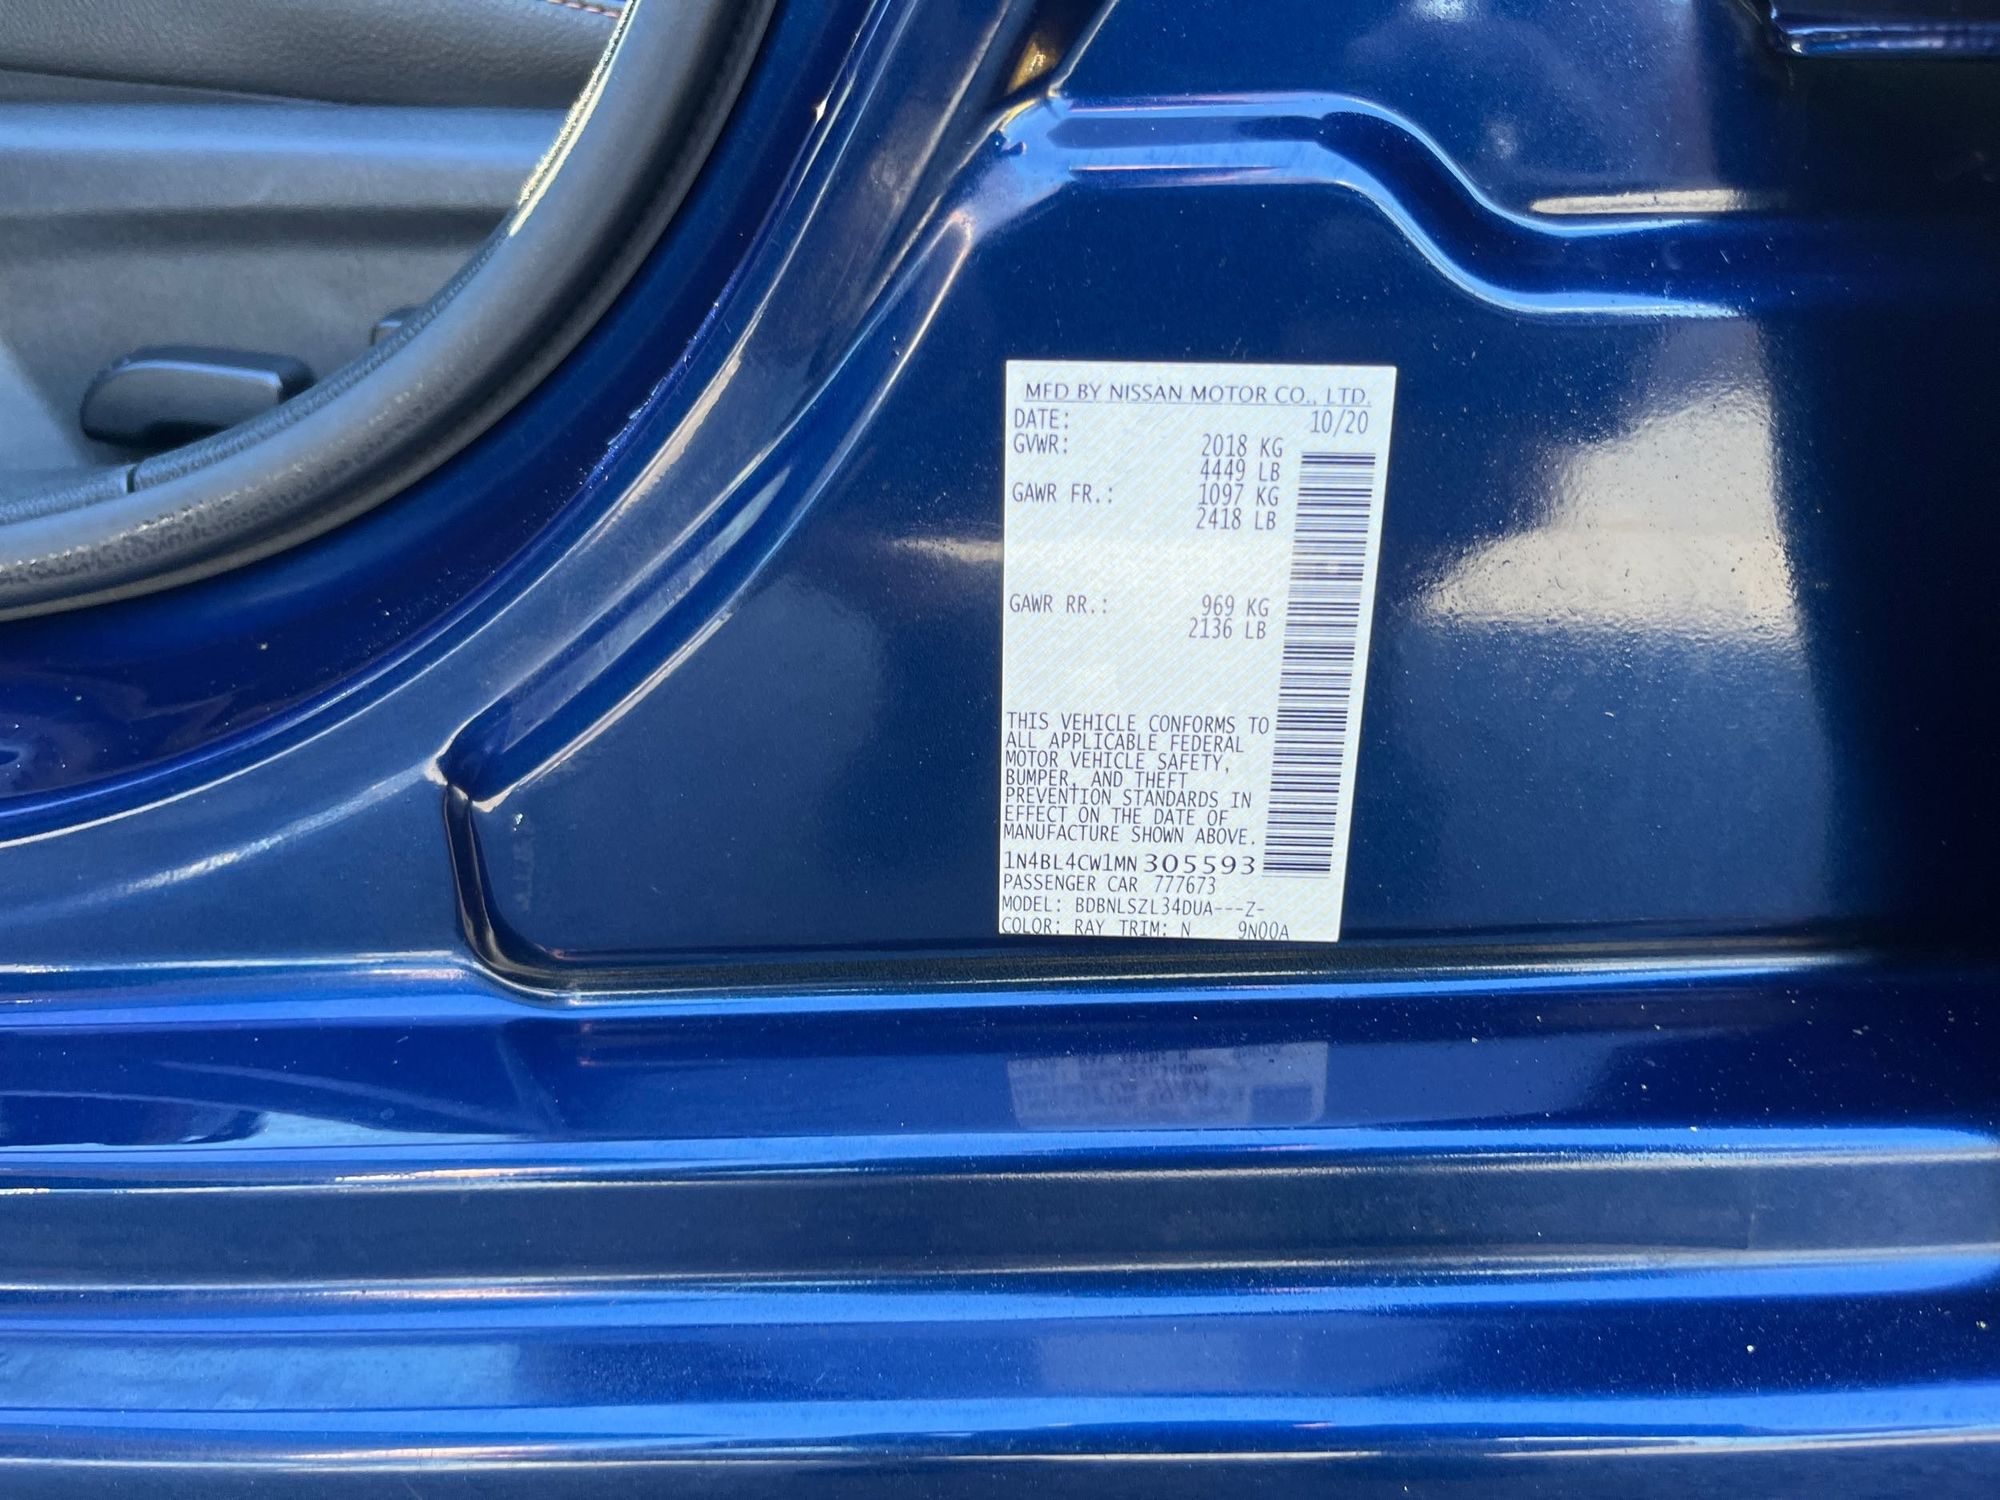 MFD BY NISSAN MOTOR CO., LTD.
DATE: 10/20
GVWR: 2018 KG
4449 LB
GAWR FR.: 1097 KG
2418 LB
GAWR RR.: 969 KG
2136 LB
THIS VEHICLE CONFORMS TO
ALL APPLICABLE FEDERAL
MOTOR VEHICLE SAFETY,
BUMPER, AND THEFT
PREVENTION STANDARDS IN
EFFECT ON THE DATE OF
MANUFACTURE SHOWN ABOVE.
1N4BL4CW1MN 305593
PASSENGER CAR 777673
MODEL: BDBNLSZL34DUA---Z-
COLOR: RAY TRIM: N 9N00A